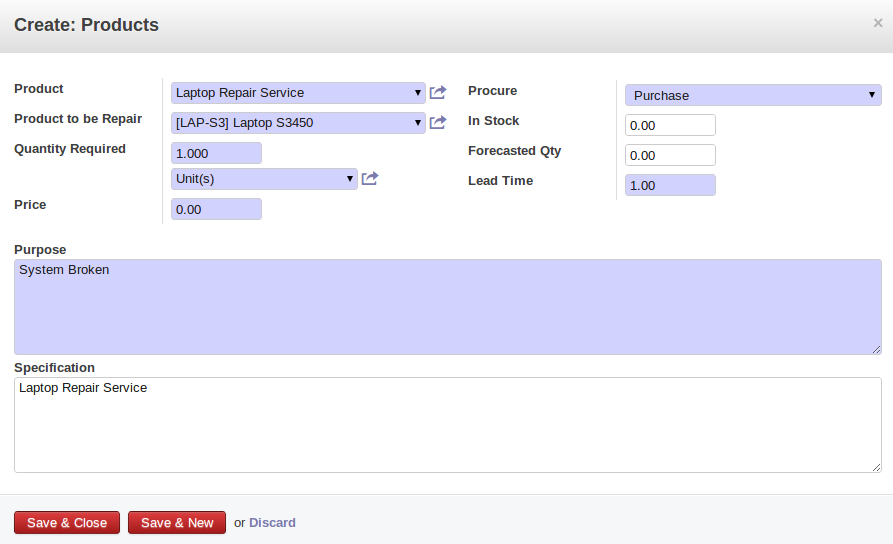 Create: Products
×
Product
Laptop Repair Service
Product to be Repair
[LAP-S3] Laptop S3450
Quantity Required
1.000
Unit(s)
Price
0.00
Procure
Purchase
In Stock
0.00
Forecasted Qty
0.00
Lead Time
1.00
Purpose
System Broken
Specification
Laptop Repair Service
Save & Close Save & New or Discard